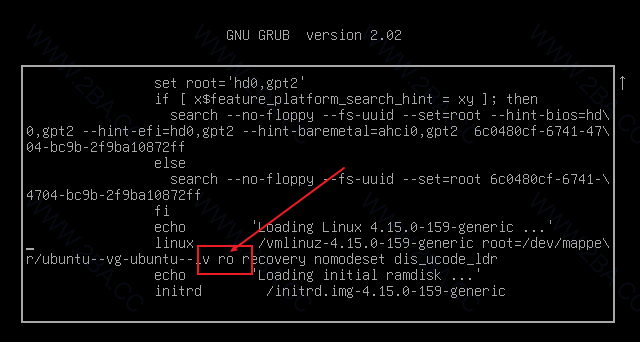 GNU GRUB version 2.02
set root='hd0,gpt2'
if [ x$feature_platform_search_hint = xy ]; then
search --no-floppy --fs-uuid --set=root --hint-bios=hd\
0,gpt2 --hint-efi=hd0,gpt2 --hint-baremetal=ahci0,gpt2 6c0480cf-6741-47\
04-bc9b-2f9ba10872ff
else
search --no-floppy --fs-uuid --set=root 6c0480cf-6741-\
4704-bc9b-2f9ba10872ff
fi
echo 'Loading Linux 4.15.0-159-generic ...'
linux /vmlinuz-4.15.0-159-generic root=/dev/mappe\
r/ubuntu--vg-ubuntu--lv ro recovery nomodeset dis_ucode_ldr
echo 'Loading initial ramdisk ...'
initrd /initrd.img-4.15.0-159-generic
WWW.2BA.CC